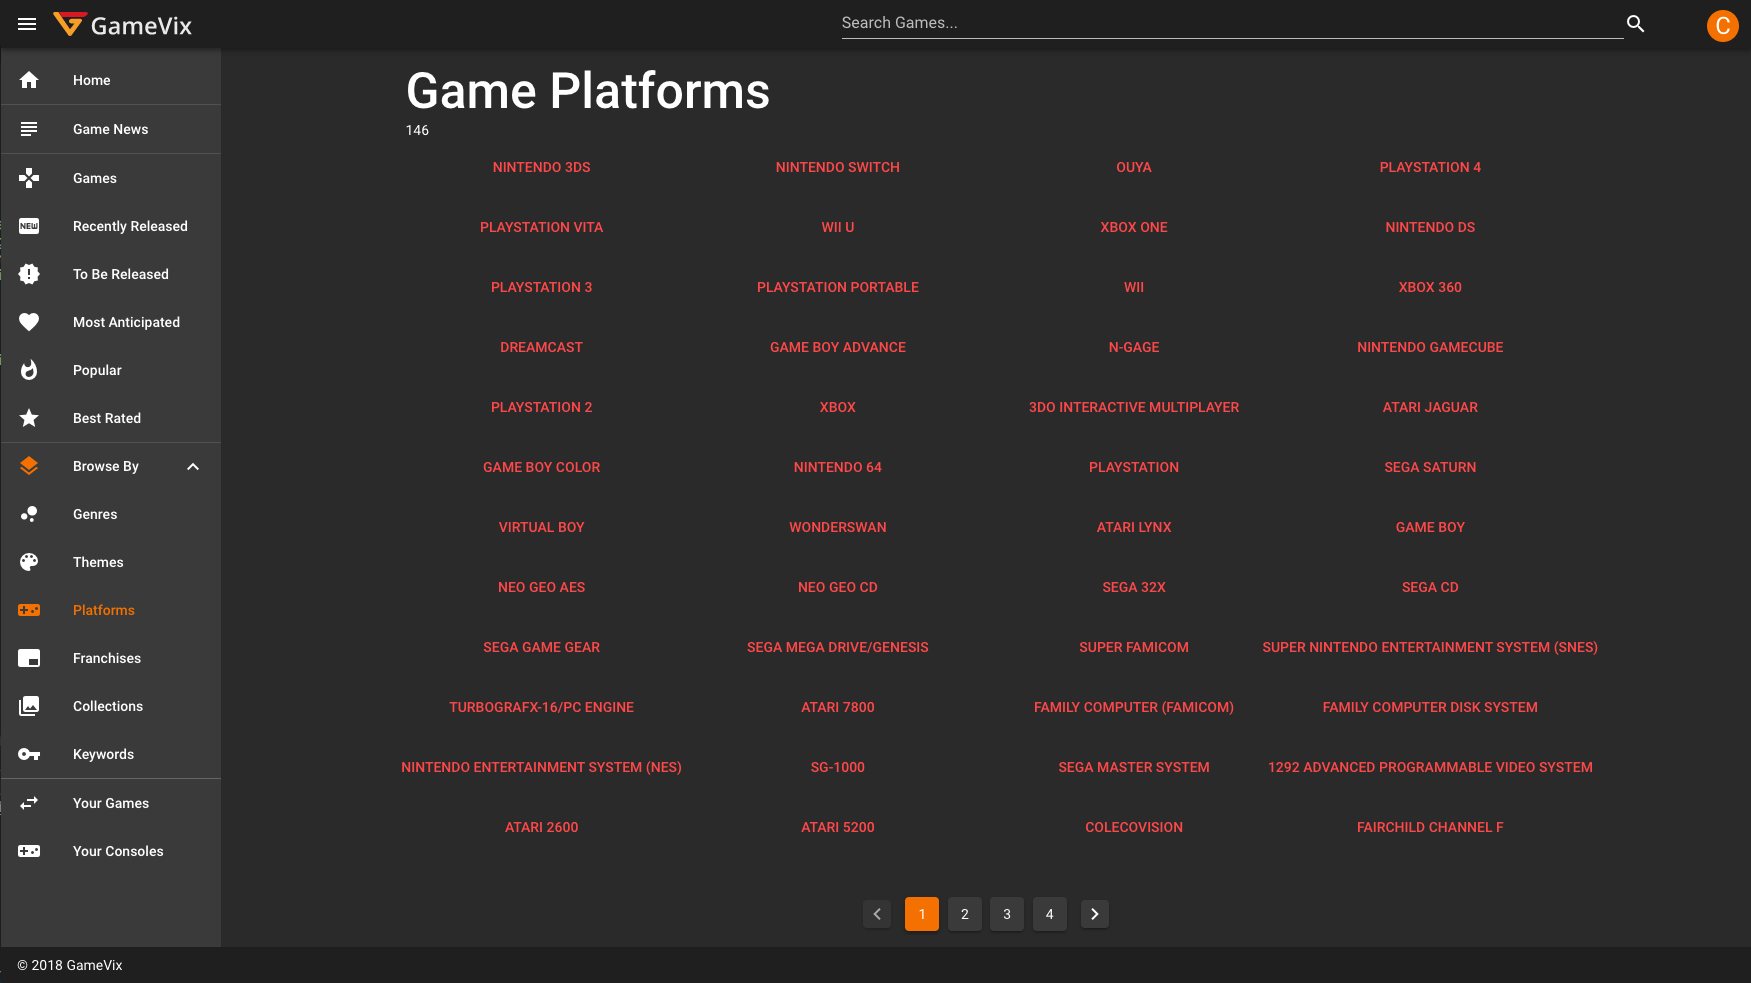 GameVix
Search Games...
C
Home
Game News
Games
NEW Recently Released
To Be Released
Most Anticipated
Popular
Best Rated
Browse By
Genres
Themes
Platforms
Franchises
Collections
Keywords
Your Games
Your Consoles
Game Platforms
146
NINTENDO 3DS NINTENDO SWITCH OUYA PLAYSTATION 4
PLAYSTATION VITA WII U XBOX ONE NINTENDO DS
PLAYSTATION 3 PLAYSTATION PORTABLE WII XBOX 360
DREAMCAST GAME BOY ADVANCE N-GAGE NINTENDO GAMECUBE
PLAYSTATION 2 XBOX 3DO INTERACTIVE MULTIPLAYER ATARI JAGUAR
GAME BOY COLOR NINTENDO 64 PLAYSTATION SEGA SATURN
VIRTUAL BOY WONDERSWAN ATARI LYNX GAME BOY
NEO GEO AES NEO GEO CD SEGA 32X SEGA CD
SEGA GAME GEAR SEGA MEGA DRIVE/GENESIS SUPER FAMICOM SUPER NINTENDO ENTERTAINMENT SYSTEM (SNES)
TURBOGRAFX-16/PC ENGINE ATARI 7800 FAMILY COMPUTER (FAMICOM) FAMILY COMPUTER DISK SYSTEM
NINTENDO ENTERTAINMENT SYSTEM (NES) SG-1000 SEGA MASTER SYSTEM 1292 ADVANCED PROGRAMMABLE VIDEO SYSTEM
ATARI 2600 ATARI 5200 COLECOVISION FAIRCHILD CHANNEL F
1 2 3 4
© 2018 GameVix